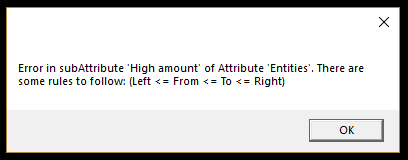 Error in subAttribute 'High amount' of Attribute 'Entities'. There are
some rules to follow: (Left <= From <= To <= Right)
OK